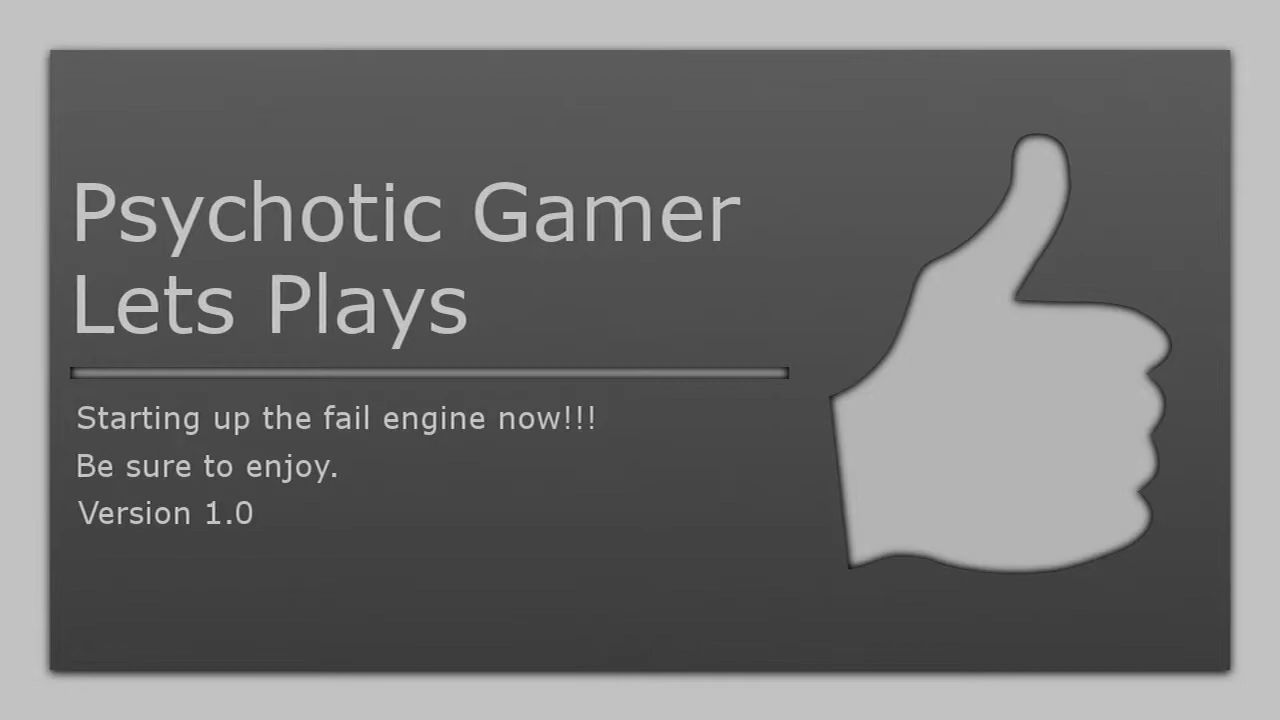 Psychotic Gamer
Lets Plays
Starting up the fail engine now!!!
Be sure to enjoy.
Version 1.0